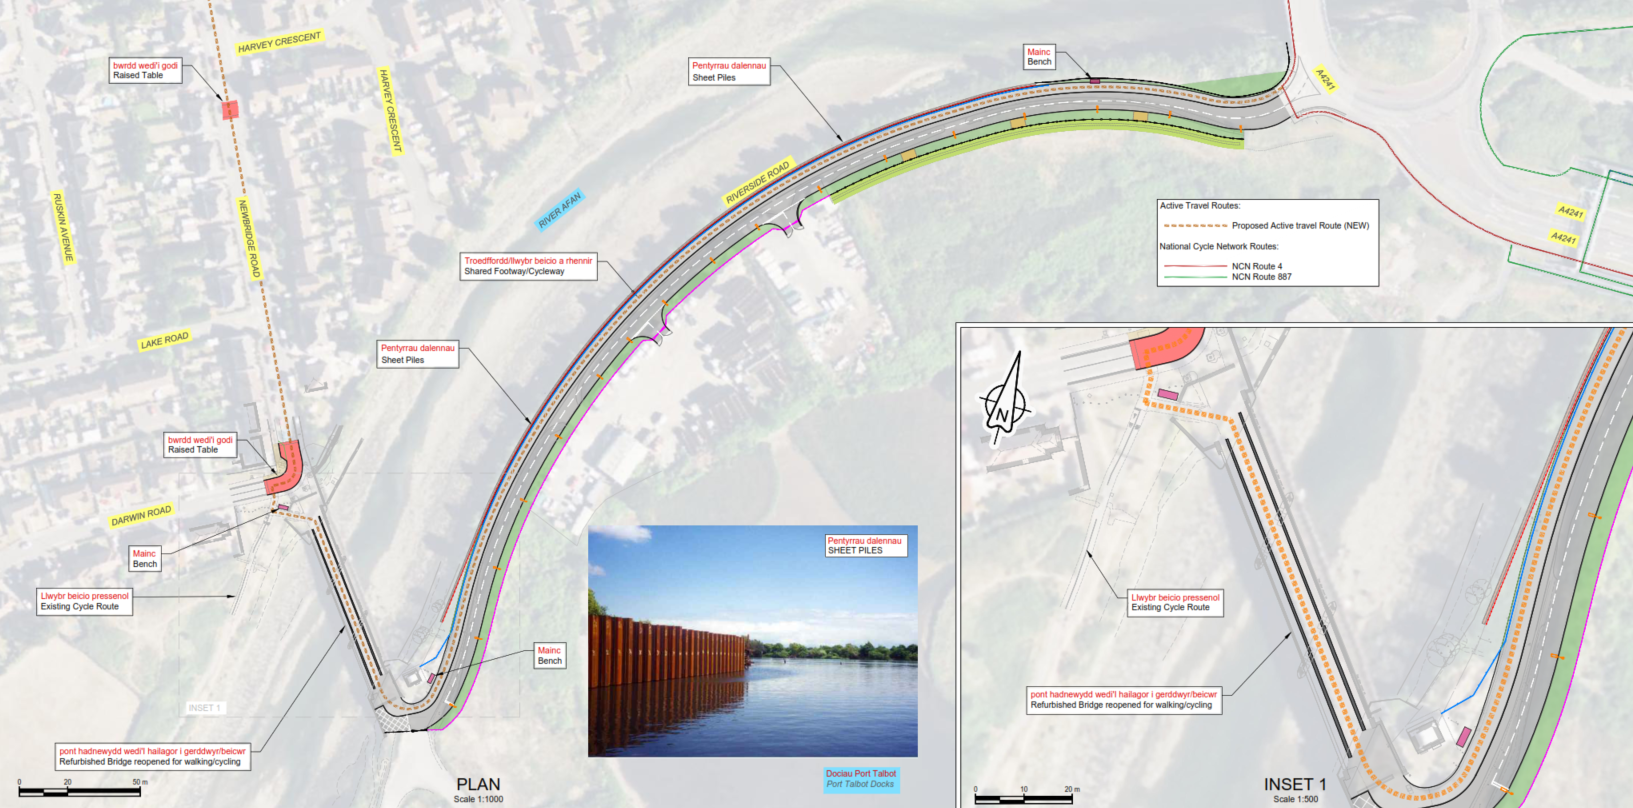 HARVEY CRESCENT
bwrdd wedi'i godi
Raised Table
HARVEY CRESCENT
RUSKIN AVENUE
NEWBRIDGE ROAD
Pentyrrau dalennau
Sheet Piles
Mainc
Bench
A4241
RIVERSIDE ROAD
RIVER AFAN
Troedffordd/llwybr beicio a rhennir
Shared Footway/Cycleway
Active Travel Routes:
Proposed Active travel Route (NEW)
National Cycle Network Routes:
NCN Route 4
NCN Route 887
A4241
A4241
LAKE ROAD
Pentyrrau dalennau
Sheet Piles
bwrdd wedi'i godi
Raised Table
DARWIN ROAD
Mainc
Bench
Llwybr beicio pressenol
Existing Cycle Route
Mainc
Bench
INSET 1
pont hadnewydd wedi'l hailagor i gerddwyr/beicwr
Refurbished Bridge reopened for walking/cycling
0 20 50 m
PLAN
Scale 1:1000
Pentyrrau dalennau
SHEET PILES
Dociau Port Talbot
Port Talbot Docks
N
Llwybr beicio pressenol
Existing Cycle Route
pont hadnewydd wedi'l hailagor i gerddwyr/beicwr
Refurbished Bridge reopened for walking/cycling
0 10 20 m
INSET 1
Scale 1:500